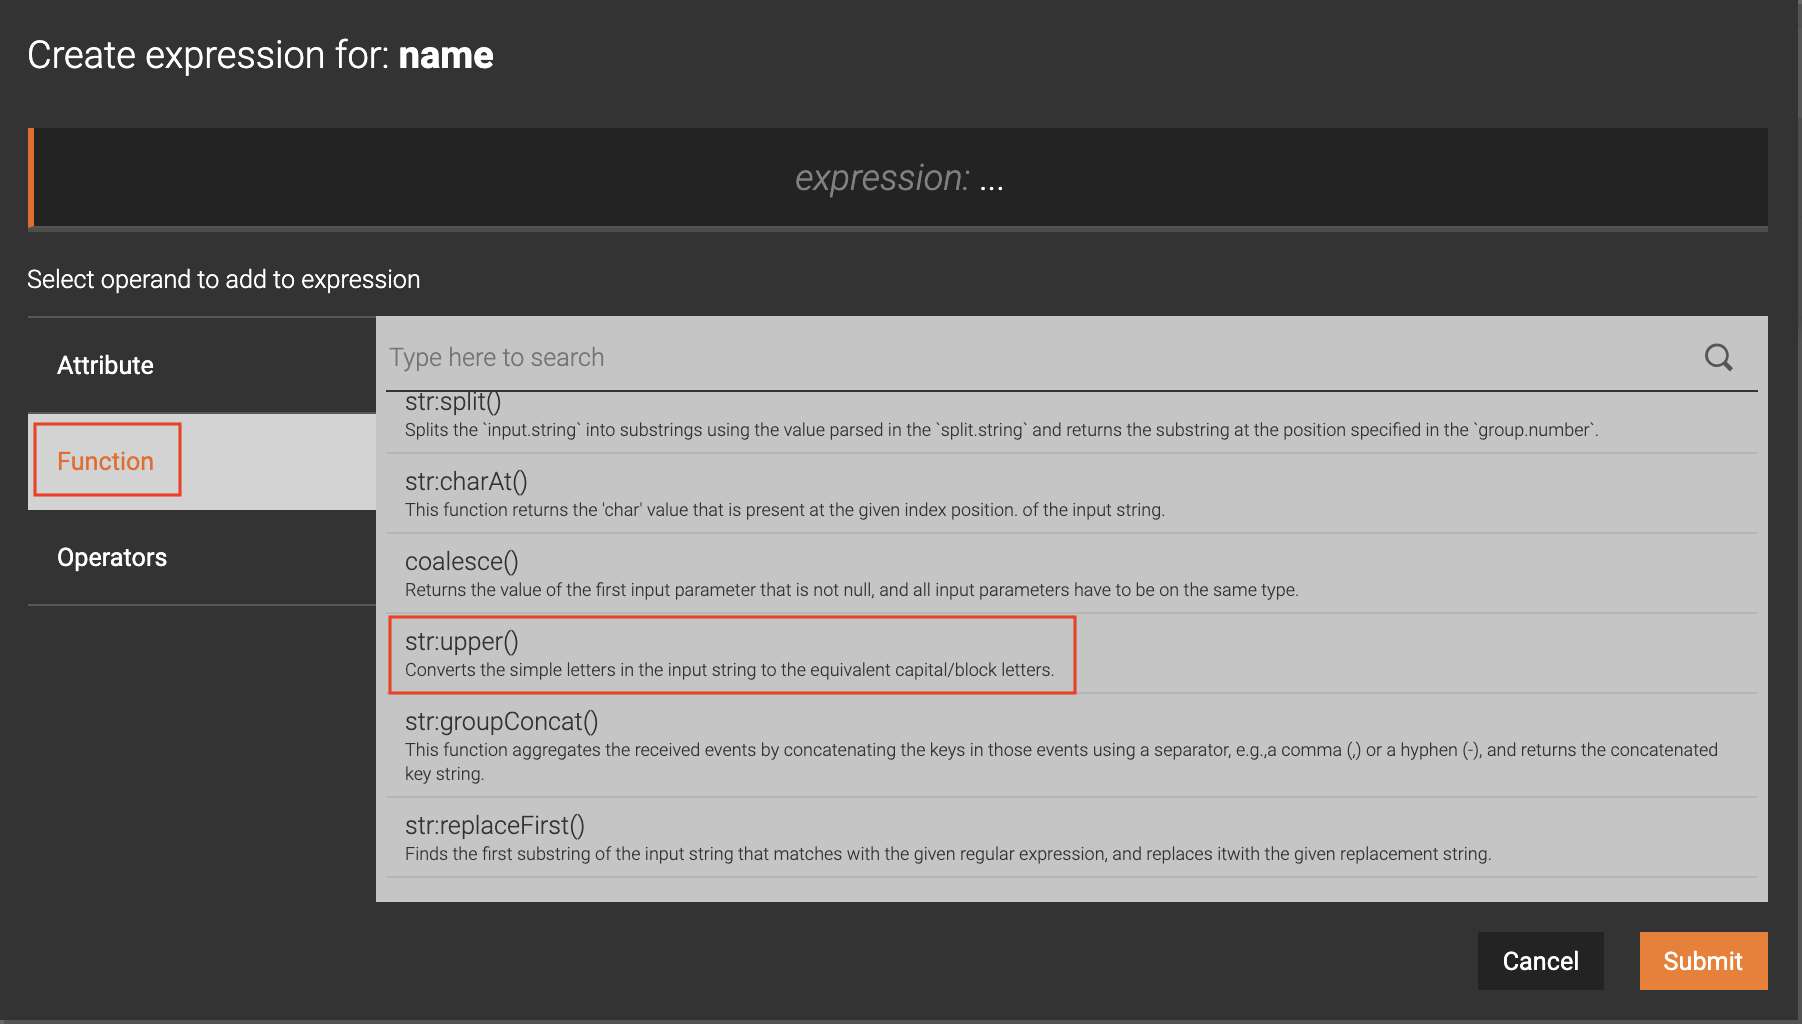 Create expression for: name
expression: ...
Select operand to add to expression
Attribute
Function
Operators
Type here to search
str:split()
Splits the `input.string` into substrings using the value parsed in the `split.string` and returns the substring at the position specified in the `group.number`.
str:charAt()
This function returns the 'char' value that is present at the given index position. of the input string.
coalesce()
Returns the value of the first input parameter that is not null, and all input parameters have to be on the same type.
str:upper()
Converts the simple letters in the input string to the equivalent capital/block letters.
str:groupConcat()
This function aggregates the received events by concatenating the keys in those events using a separator, e.g.,a comma (,) or a hyphen (-), and returns the concatenated
key string.
str:replaceFirst()
Finds the first substring of the input string that matches with the given regular expression, and replaces itwith the given replacement string.
Cancel
Submit